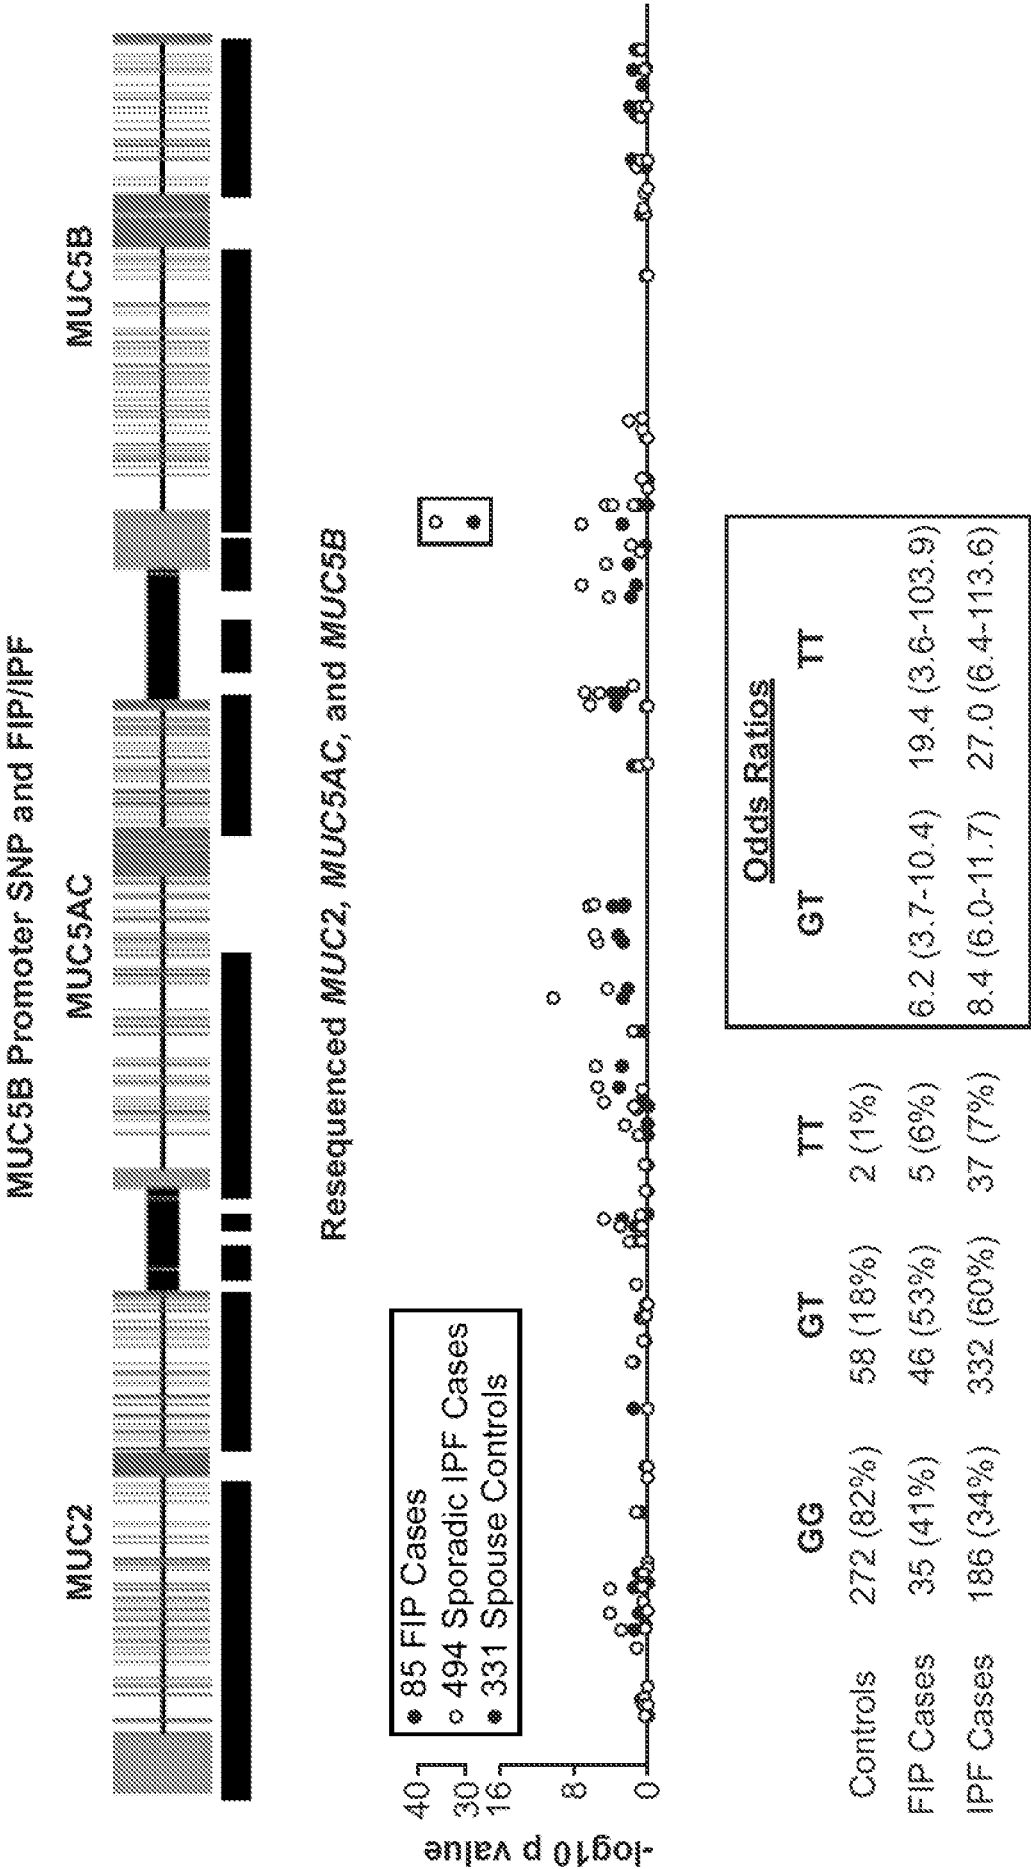 MUC5B Promoter SNP and FIP/IPF
MUC2 MUC5AC MUC5B
Resequenced MUC2, MUC5AC, and MUC5B
85 FIP Cases
494 Sporadic IPF Cases
331 Spouse Controls
-log10 p value
40
30
16
8
0
GG GT TT
Controls 272 (82%) 58 (18%) 2 (1%)
FIP Cases 35 (41%) 46 (53%) 5 (6%)
IPF Cases 186 (34%) 332 (60%) 37 (7%)
Odds Ratios
GT TT
6.2 (3.7-10.4) 19.4 (3.6-103.9)
8.4 (6.0-11.7) 27.0 (6.4-113.6)